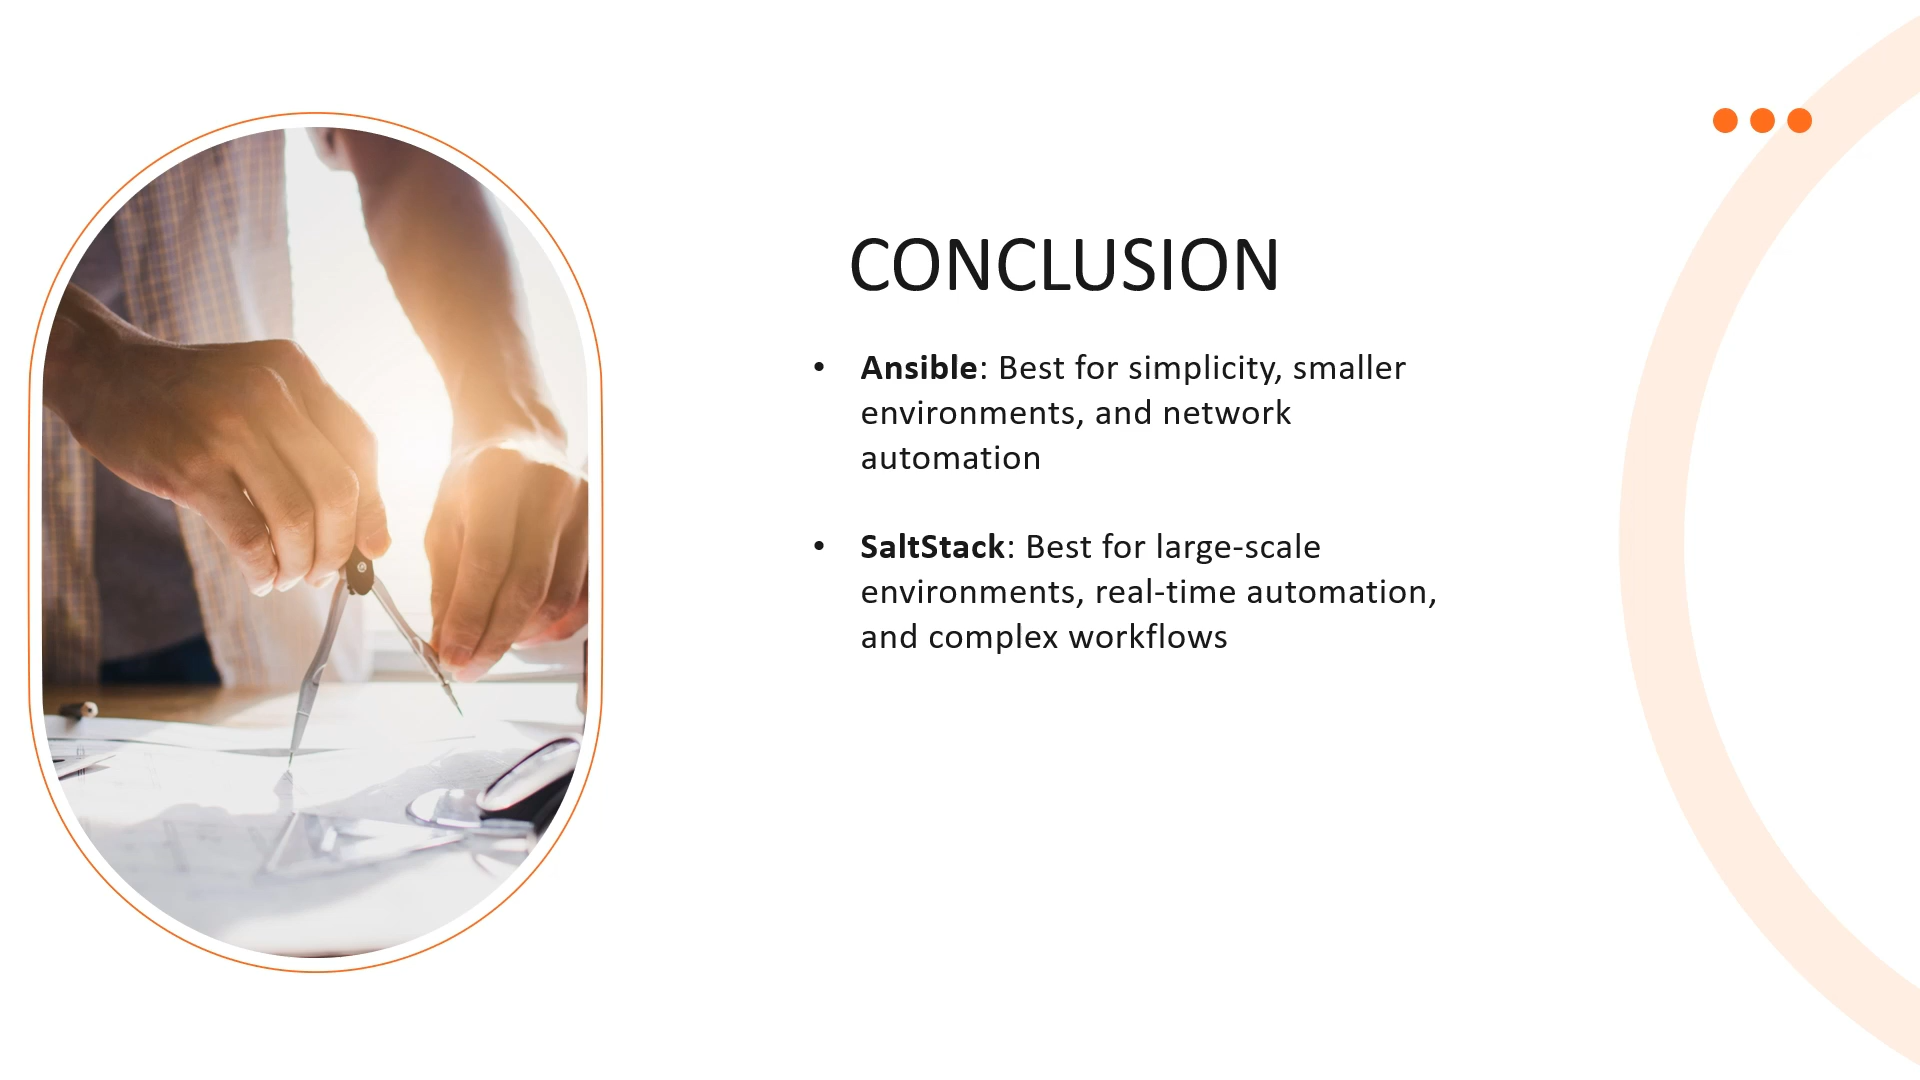 CONCLUSION
• Ansible: Best for simplicity, smaller
environments, and network
automation
• SaltStack: Best for large-scale
environments, real-time automation,
and complex workflows